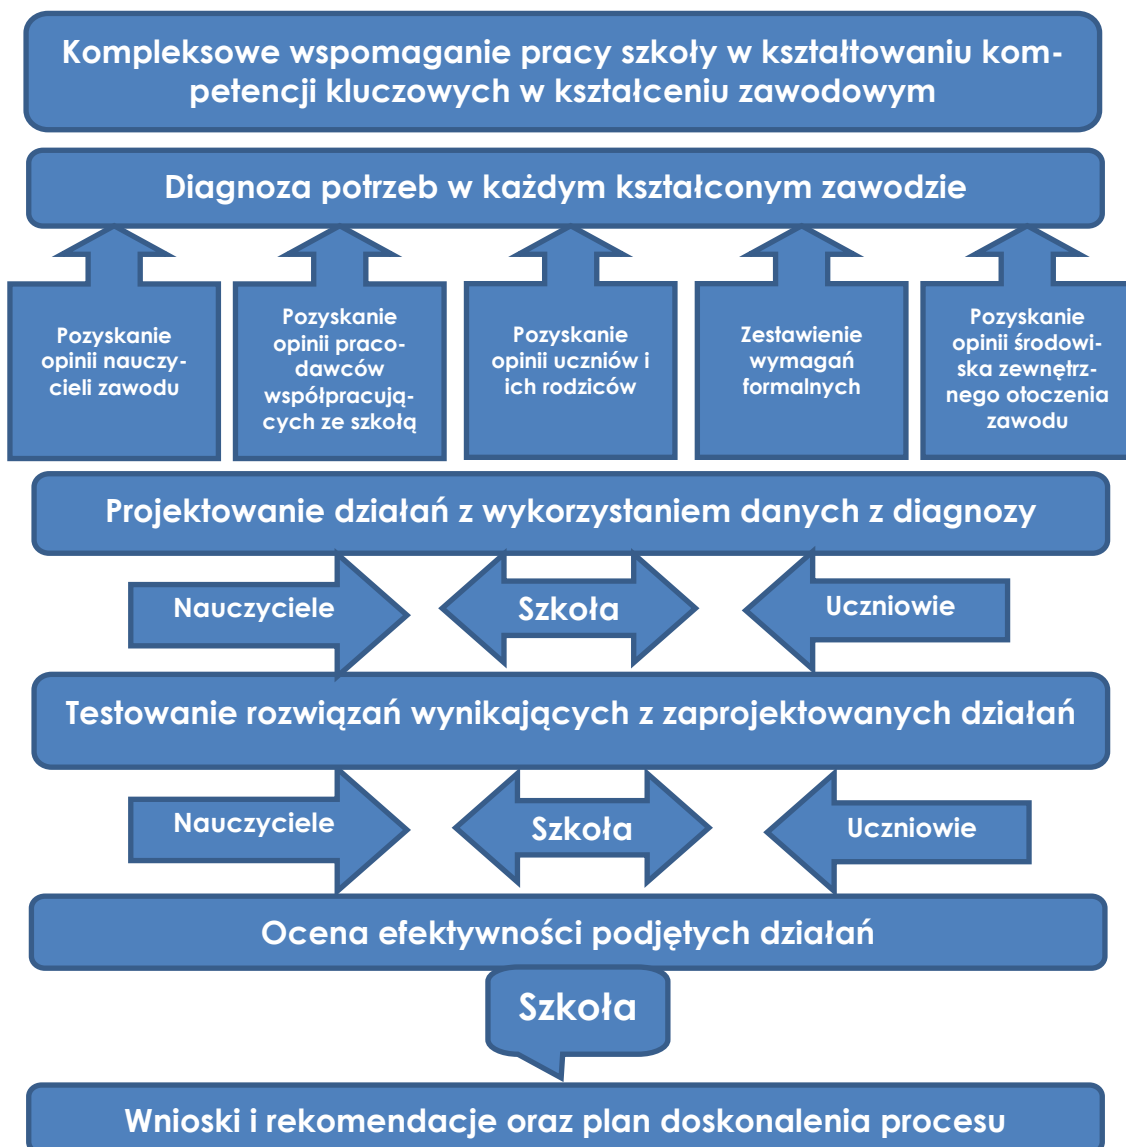 Kompleksowe wspomaganie pracy szkoły w kształtowaniu kom-
petencji kluczowych w kształceniu zawodowym
Diagnoza potrzeb w każdym kształconym zawodzie
Pozyskanie
opinii nauczy-
cieli zawodu
Pozyskanie
opinii praco-
dawców
współpracują-
cych ze szkołą
Pozyskanie
opinii uczniów i
ich rodziców
Zestawienie
wymagań
formalnych
Pozyskanie
opinii środowi-
ska zewnętrz-
nego otoczenia
zawodu
Projektowanie działań z wykorzystaniem danych z diagnozy
Nauczyciele
Szkoła
Uczniowie
Testowanie rozwiązań wynikających z zaprojektowanych działań
Nauczyciele
Szkoła
Uczniowie
Ocena efektywności podjętych działań
Szkoła
Wnioski i rekomendacje oraz plan doskonalenia procesu